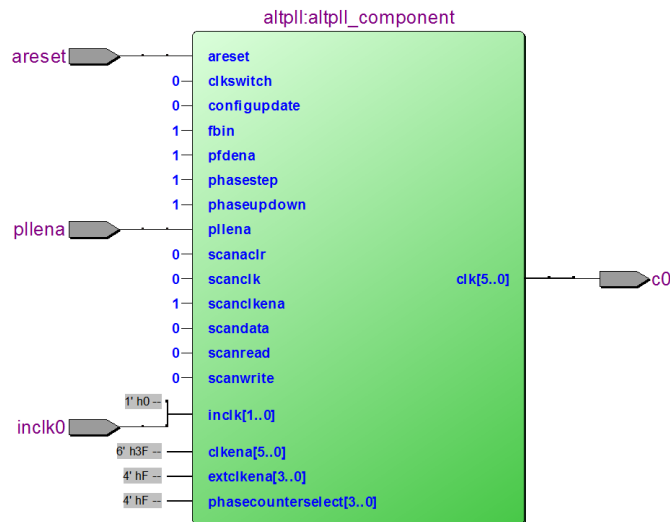 altpll:altpll_component
areset
areset
0 clkswitch
0 configupdate
1 fbin
1 pfdena
1 phasestep
1 phaseupdown
pllena
pllena
0 scanaclr
0 scanclk
clk[5..0]
c0
1 scanclkena
0 scandata
0 scanread
0 scanwrite
1' h0 --
inclk0
inclk[1..0]
6' h3F -- clkena[5..0]
4' hF -- extclkena[3..0]
4' hF -- phasecounterselect[3..0]